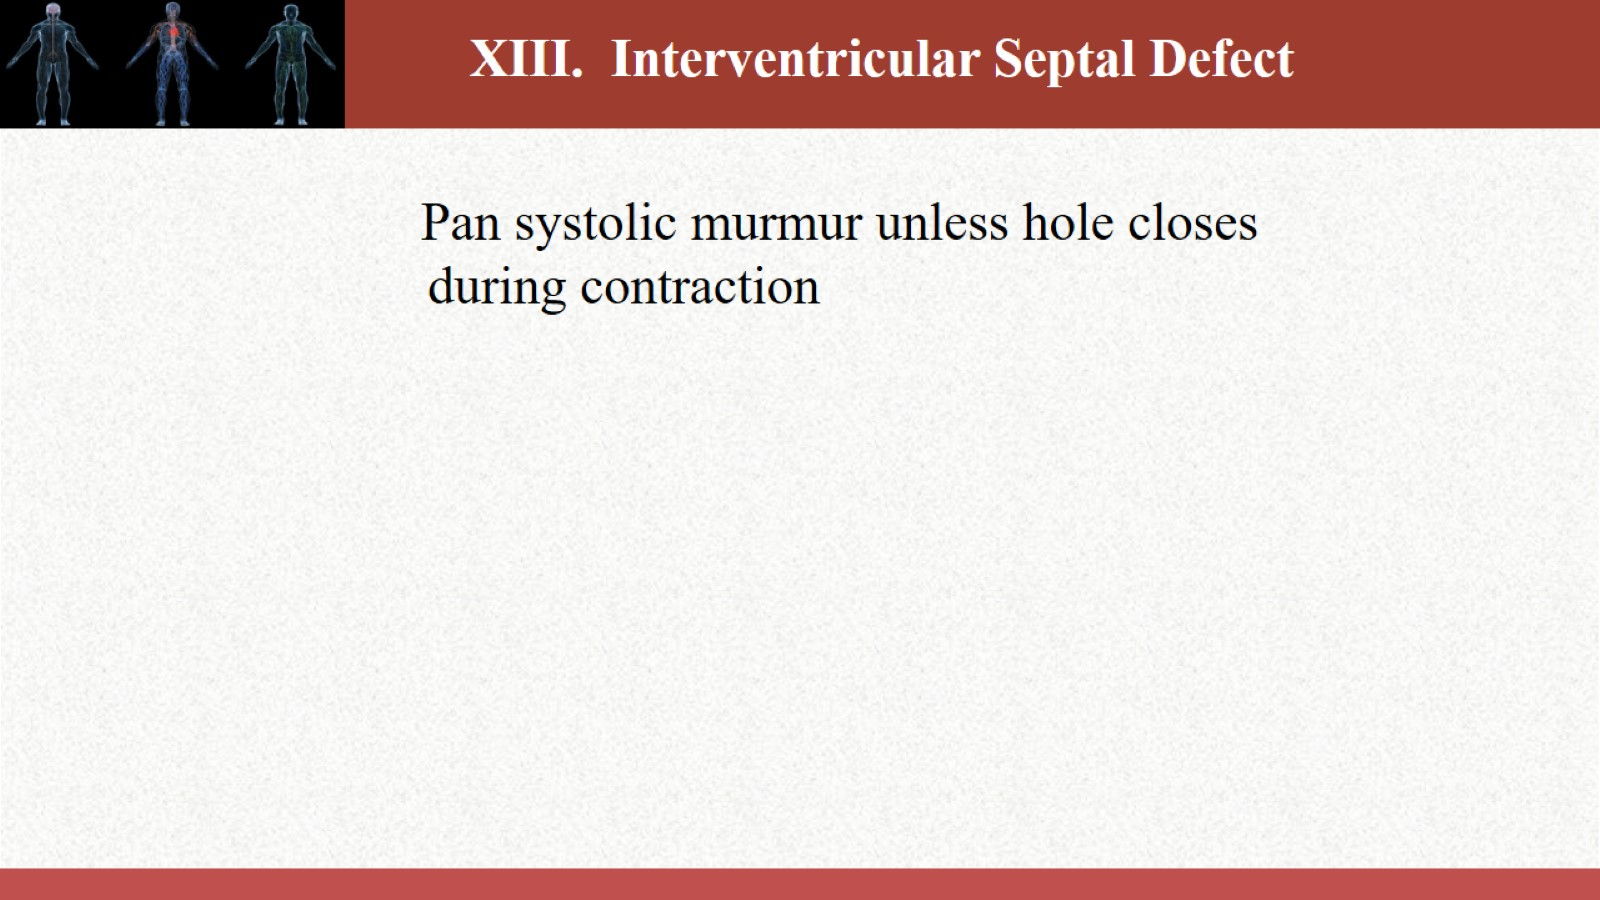 XIII. Interventricular Septal Defect
Pan systolic murmur unless hole closes
during contraction